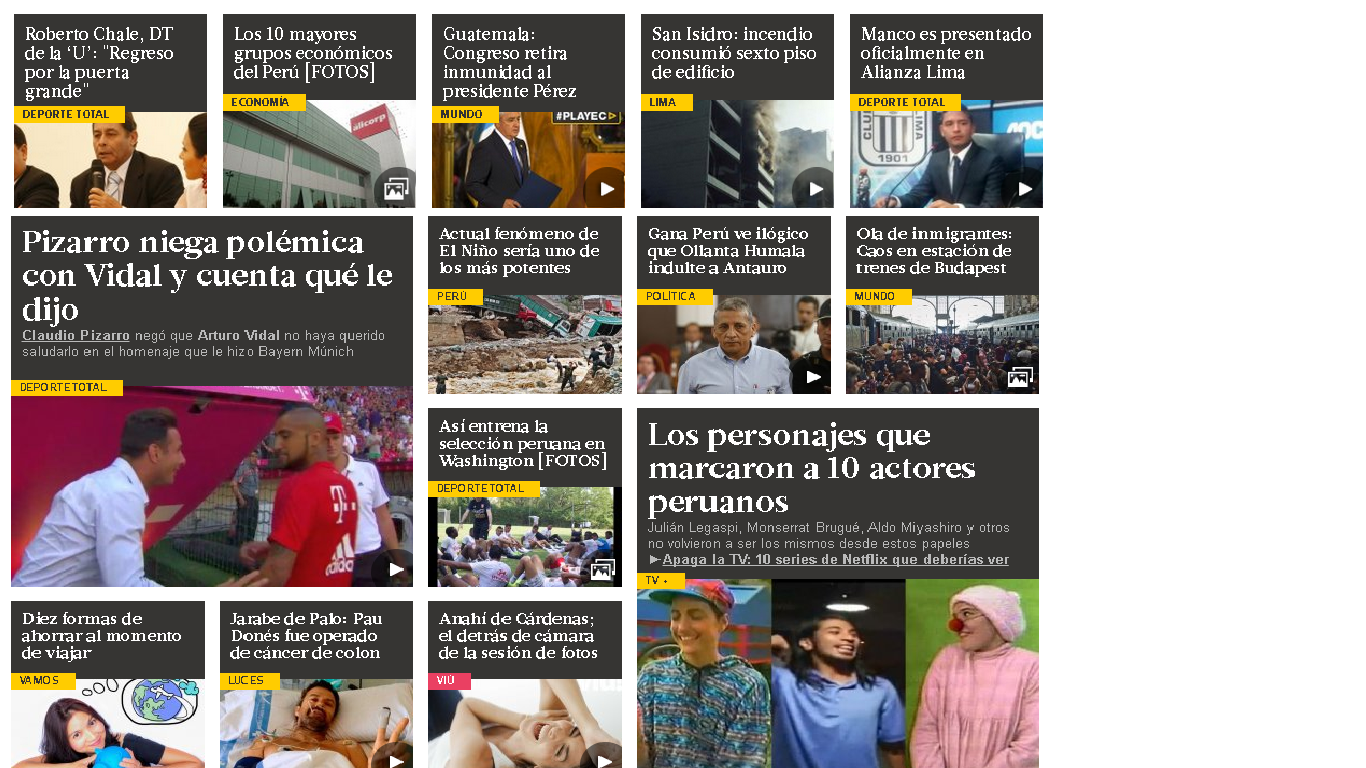 Roberto Chale, DT
de la ‘U’: "Regreso
por la puerta
grande"
DEPORTE TOTAL
Los 10 mayores
grupos económicos
del Perú [FOTOS]
ECONOMÍA
alicorp
Guatemala:
Congreso retira
inmunidad al
presidente Pérez
MUNDO
#PLAYEC
San Isidro: incendio
consumió sexto piso
de edificio
LIMA
Manco es presentado
oficialmente en
Alianza Lima
DEPORTE TOTAL
CLUB
LIMA
1901
Pizarro niega polémica
con Vidal y cuenta qué le
dijo
Claudio Pizarro negó que Arturo Vidal no haya querido
saludarlo en el homenaje que le hizo Bayern Múnich
DEPORTE TOTAL
T
adidas
Actual fenómeno de
El Niño sería uno de
los más potentes
PERÚ
Gana Perú ve ilógico
que Ollanta Humala
indulte a Antauro
POLÍTICA
Ola de inmigrantes:
Caos en estación de
trenes de Budapest
MUNDO
Así entrena la
selección peruana en
Washington [FOTOS]
DEPORTE TOTAL
Los personajes que
marcaron a 10 actores
peruanos
Julián Legaspi, Monserrat Brugué, Aldo Miyashiro y otros
no volvieron a ser los mismos desde estos papeles
►Apaga la TV: 10 series de Netflix que deberías ver
TV +
Diez formas de
ahorrar al momento
de viajar
VAMOS
Jarabe de Palo: Pau
Donés fue operado
de cáncer de colon
LUCES
Anahí de Cárdenas;
el detrás de cámara
de la sesión de fotos
VIÚ